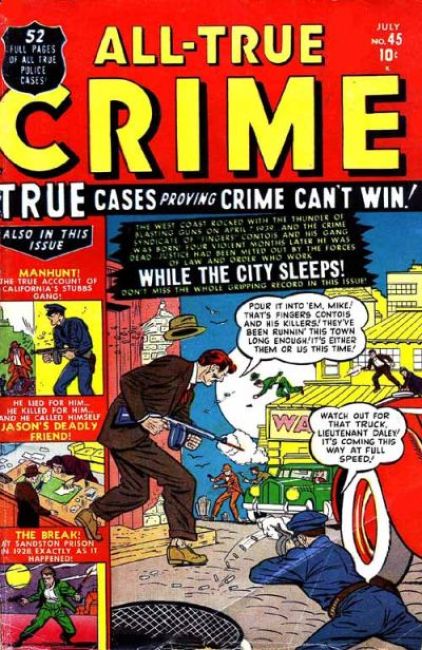 52
FULL PAGES
OF ALL TRUE
POLICE
CASES!
JULY
NO. 45
10¢
K
ALL-TRUE
CRIME
TRUE CASES PROVING CRIME CAN'T WIN!
ALSO IN THIS
ISSUE
MANHUNT!
THE TRUE ACCOUNT OF
CALIFORNIA'S STUBBS
GANG!
HE LIED FOR HIM...
HE KILLED FOR HIM...
AND HE CALLED HIMSELF
JASON'S DEADLY
FRIEND!
THE BREAK!
AT SANDSTON PRISON
IN 1928 EXACTLY AS IT
HAPPENED!
THE WEST COAST ROCKED WITH THE THUNDER OF
BLASTING GUNS ON APRIL 7 1939, AND THE CRIME
SYNDICATE OF FINGERS CONTOIS AND HIS GANG
WAS BORN. FOUR VIOLENT MONTHS LATER HE WAS
DEAD. JUSTICE HAD BEEN METED OUT BY THE FORCES
OF LAW AND ORDER WHO WORK
WHILE THE CITY SLEEPS!
DON'T MISS THE WHOLE GRIPPING RECORD IN THIS ISSUE!
POUR IT INTO 'EM, MIKE!
THAT'S FINGERS CONTOIS
AND HIS KILLERS! THEY'VE
BEEN RUNNIN' THIS TOWN
LONG ENOUGH! IT'S EITHER
THEM OR US THIS TIME!
WA
WATCH OUT FOR
THAT TRUCK,
LIEUTENANT DALEY!
IT'S COMING THIS
WAY AT FULL
SPEED!